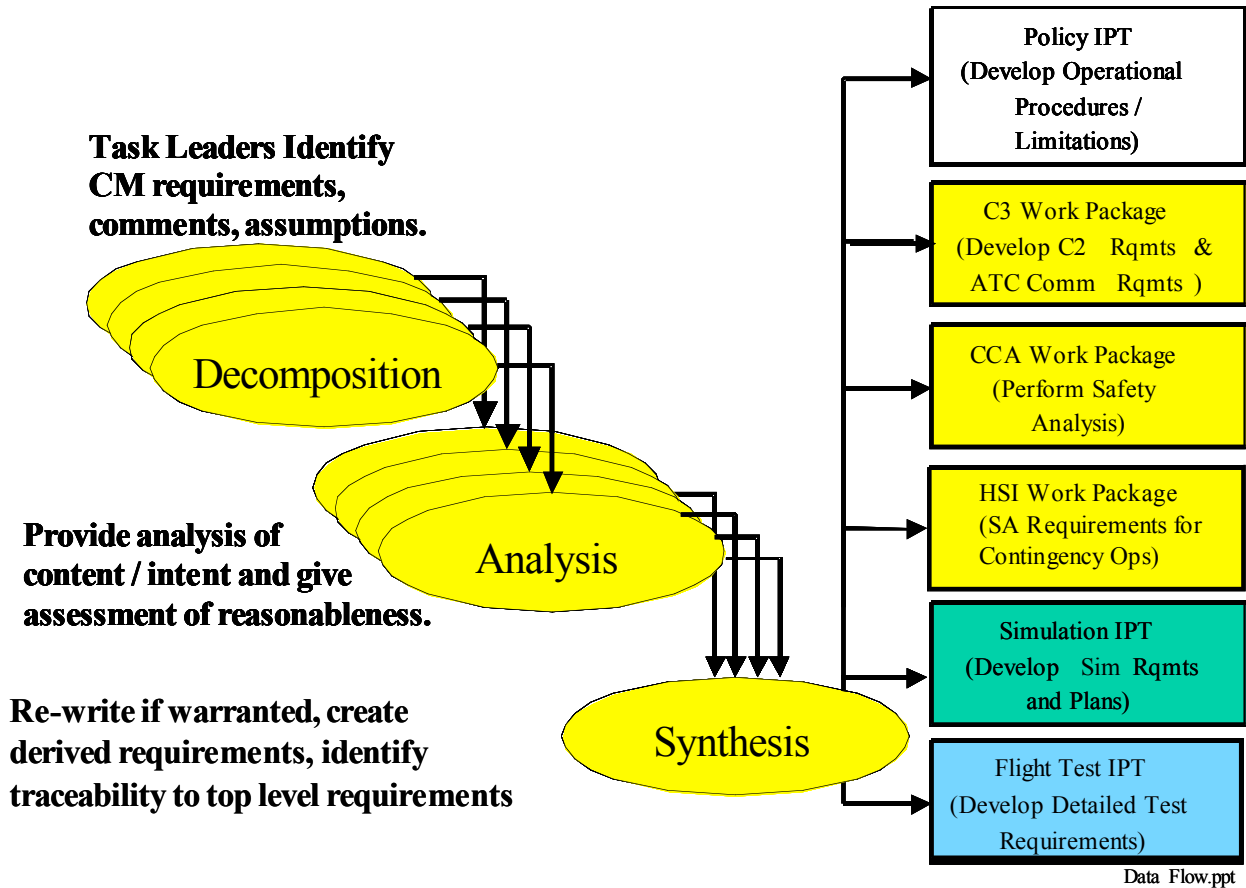 Task Leaders Identify
CM requirements,
comments, assumptions.
Decomposition
Provide analysis of
content / intent and give
assessment of reasonableness.
Analysis
Re-write if warranted, create
derived requirements, identify
traceability to top level requirements
Synthesis
Policy IPT
(Develop Operational
Procedures /
Limitations)
C3 Work Package
(Develop C2 Rqmts &
ATC Comm Rqmts )
CCA Work Package
(Perform Safety
Analysis)
HSI Work Package
(SA Requirements for
Contingency Ops)
Simulation IPT
(Develop Sim Rqmts
and Plans)
Flight Test IPT
(Develop Detailed Test
Requirements)
Data Flow.ppt